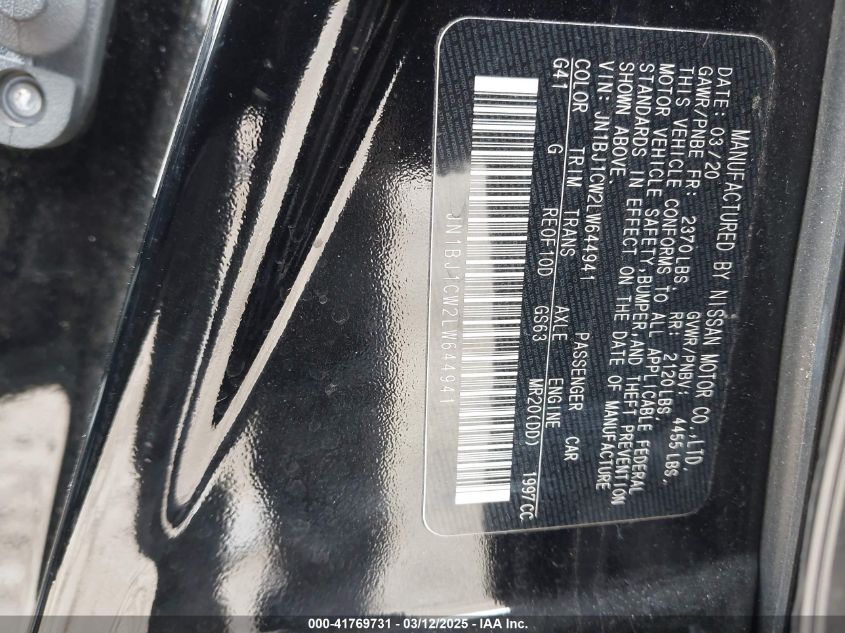 MANUFACTURED BY NISSAN MOTOR CO.,LTD.
DATE: 03/20 GVWR/PNBV: 4455 LBS,
GAWR/PNBE FR: 2370 LBS. RR: 2120 LBS.
THIS VEHICLE CONFORMS TO ALL APPLICABLE FEDERAL
MOTOR VEHICLE SAFETY,BUMPER,AND THEFT PREVENTION
STANDARDS IN EFFECT ON THE DATE OF MANUFACTURE
SHOWN ABOVE.
VIN: JN1BJ1CW2LW644941 PASSENGER CAR
COLOR TRIM TRANS AXLE ENGINE
G41 G RE0F10D GS63 MR20(DD) 1997CC
JN1BJ1CW2LW644941
000-41769731 - 03/12/2025 - IAA Inc.